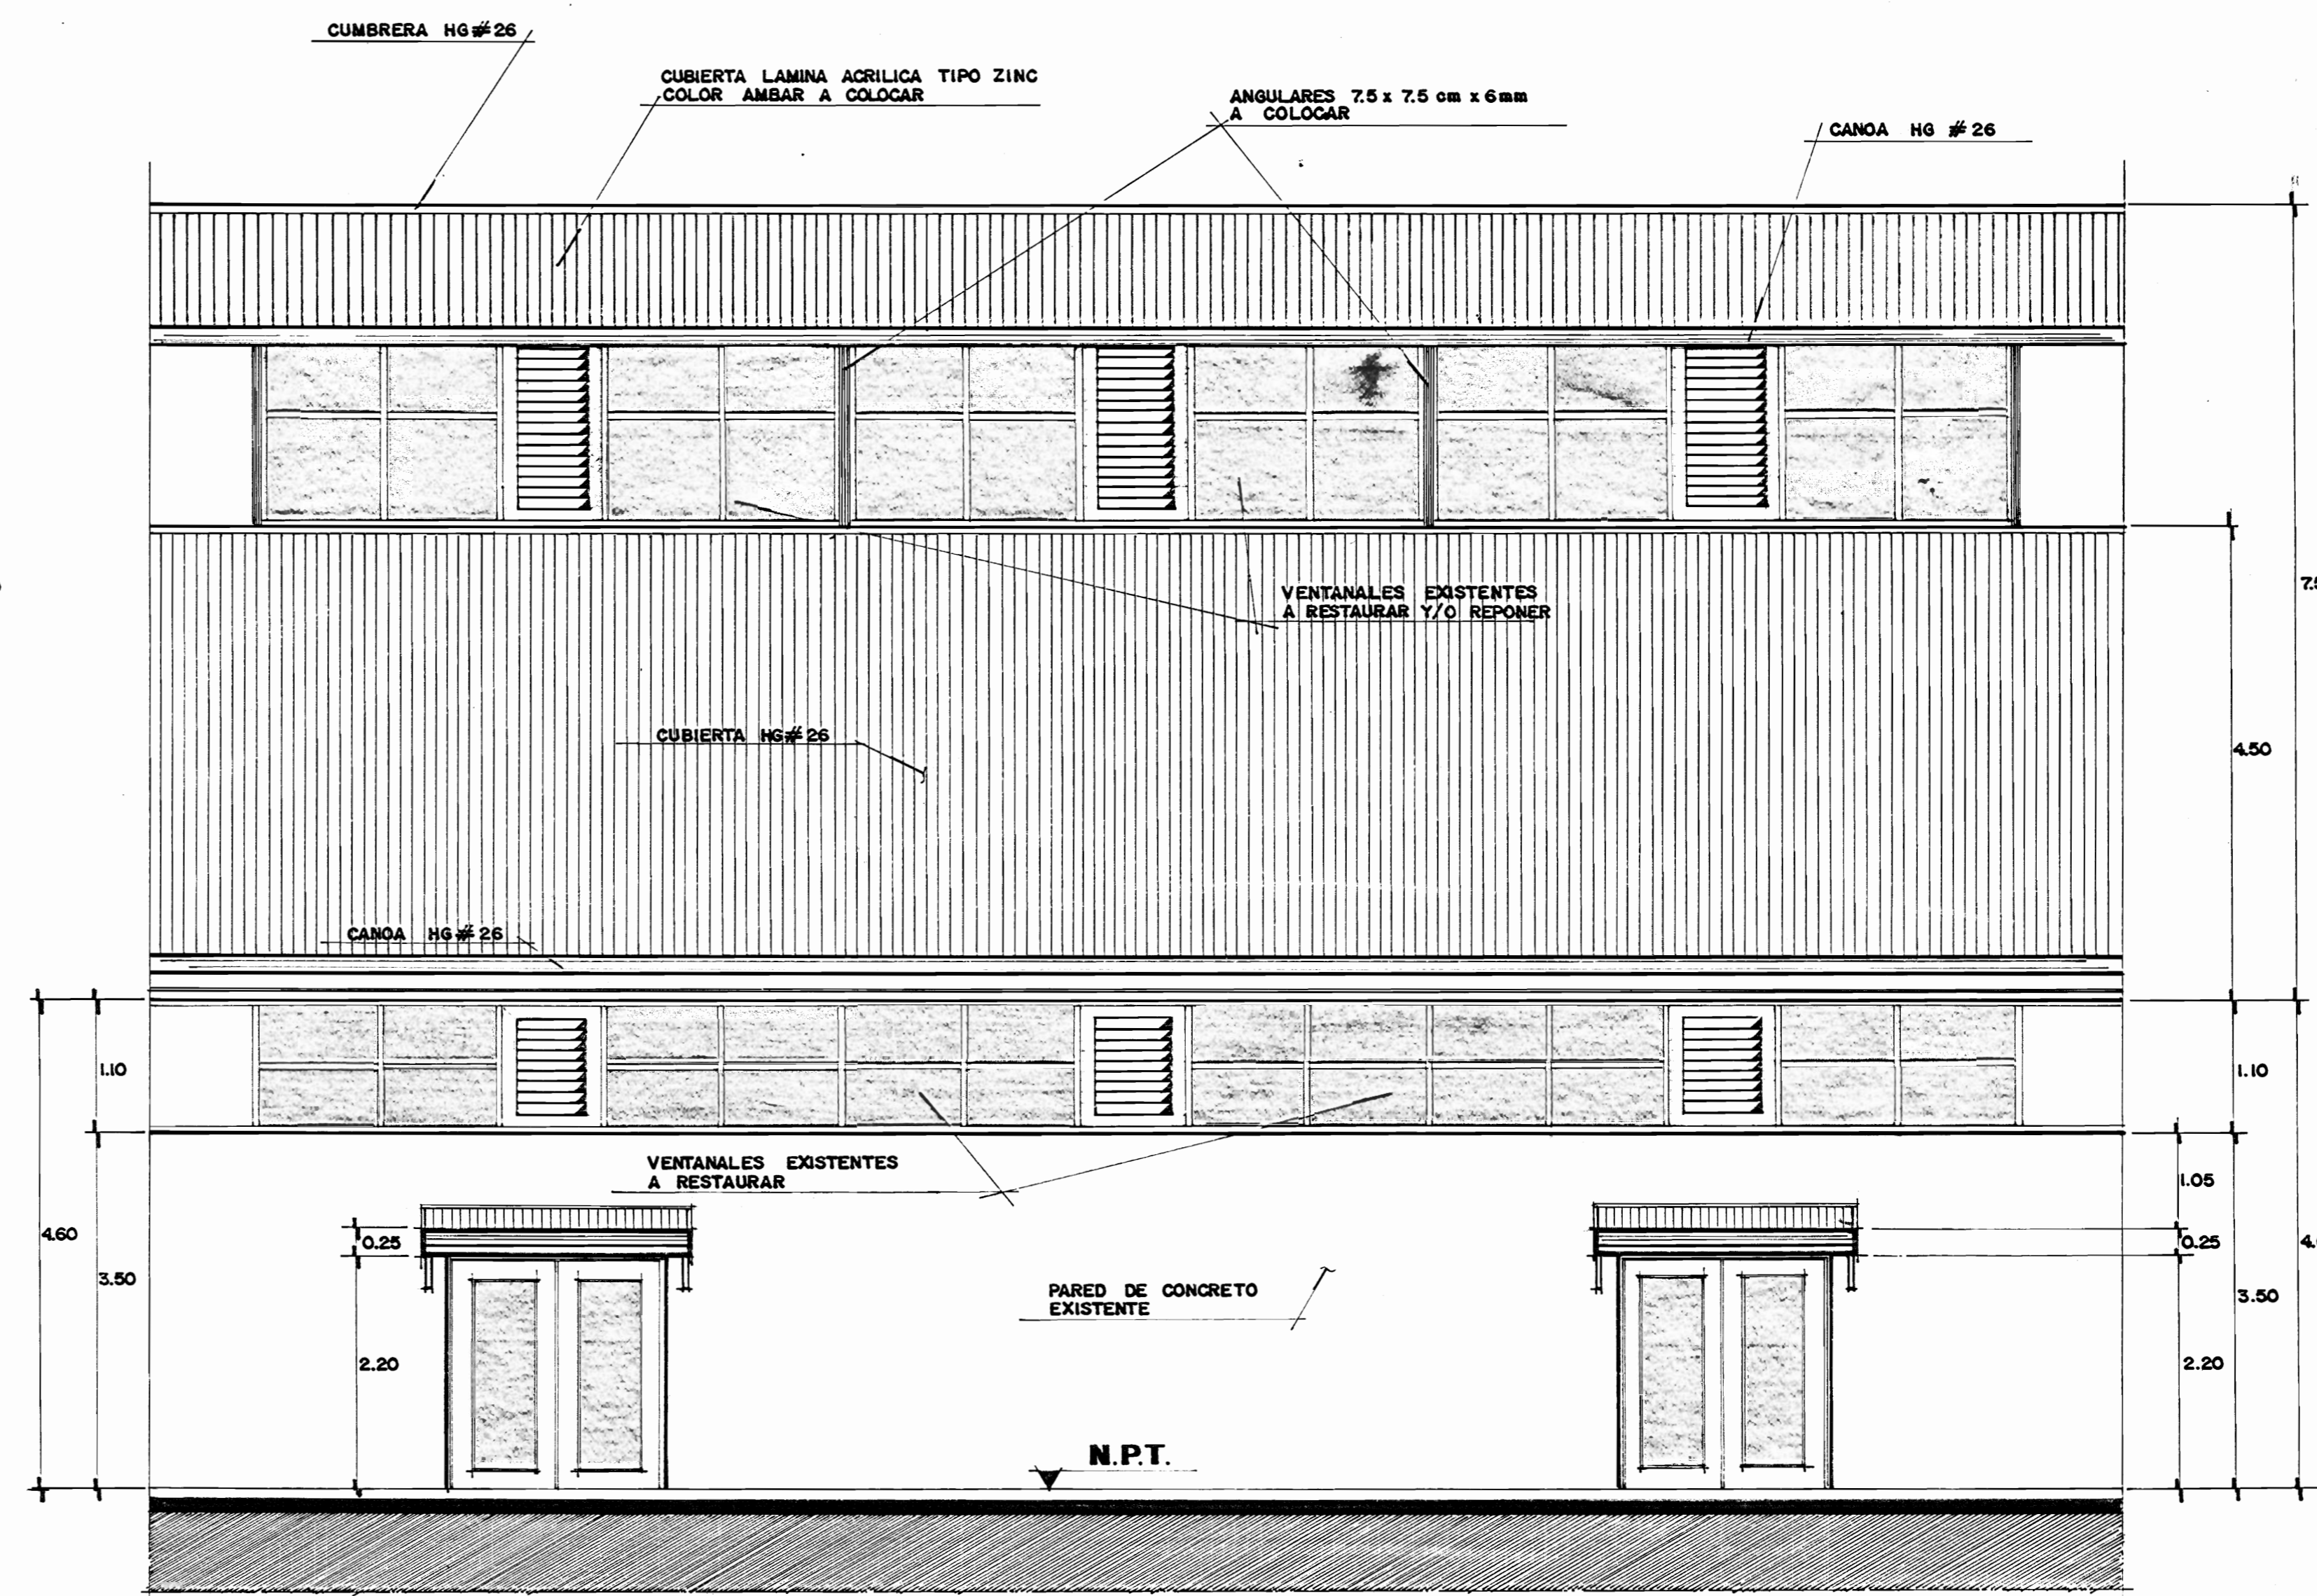 CUMBRERA HG#26
CUBIERTA LAMINA ACRILICA TIPO ZINC
COLOR AMBAR A COLOCAR
ANGULARES 7.5 x 7.5 cm x 6mm
A COLOCAR
CANOA HG #26
VENTANALES EXISTENTES
A RESTAURAR Y/O REPONER
4.50
CUBIERTA HG#26
CANOA HG#26
1.10
1.10
VENTANALES EXISTENTES
A RESTAURAR
1.05
4.60
0.25
0.25
3.50
PARED DE CONCRETO
EXISTENTE
3.50
2.20
2.20
N.P.T.